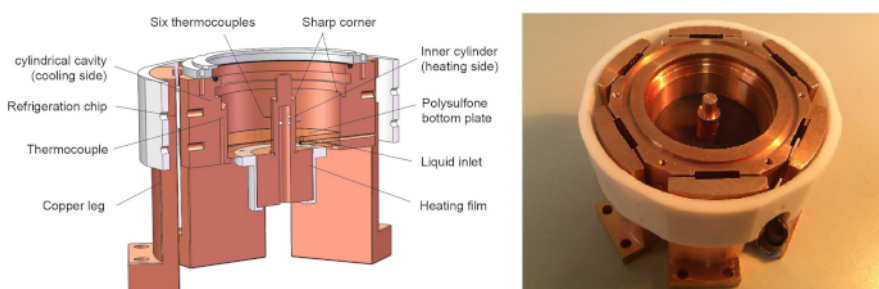 Six thermocouples
Sharp corner
cylindrical cavity
(cooling side)
Refrigeration chip
Thermocouple
Copper leg
Inner cylinder
(heating side)
Polysulfone
bottom plate
Liquid inlet
Heating film